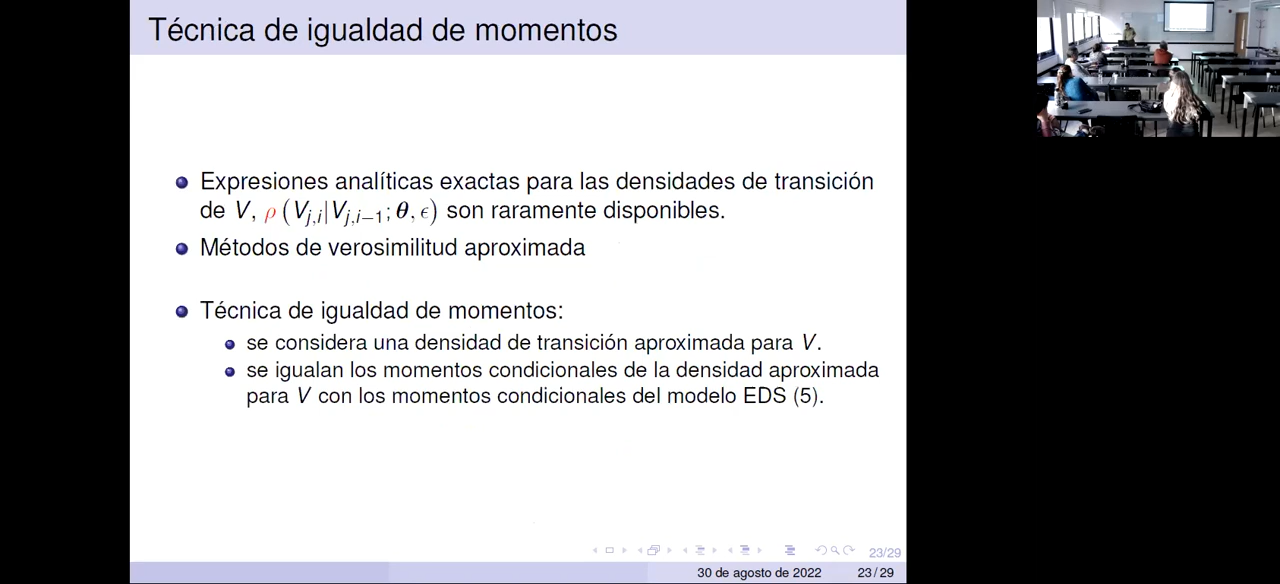 Técnica de igualdad de momentos
Expresiones analíticas exactas para las densidades de transición
de V, ρ (V_{j,i}|V_{j,i−1}; θ, ϵ) son raramente disponibles.
Métodos de verosimilitud aproximada
Técnica de igualdad de momentos:
se considera una densidad de transición aproximada para V.
se igualan los momentos condicionales de la densidad aproximada
para V con los momentos condicionales del modelo EDS (5).
23/29
30 de agosto de 2022 23 / 29